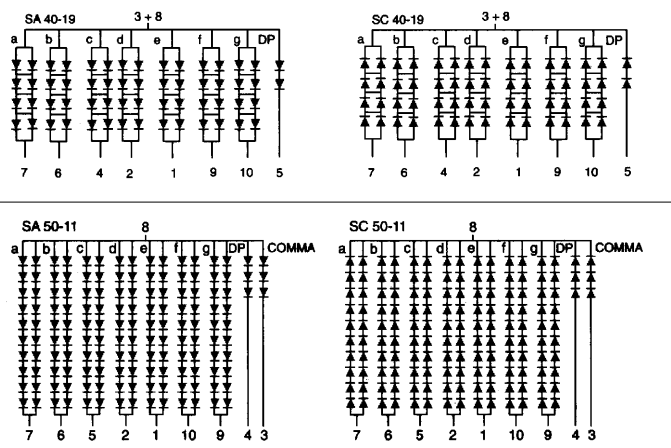 SA 40-19 3 + 8
a b c d e f g DP
7 6 4 2 1 9 10 5
SC 40-19 3 + 8
a b c d e f g DP
7 6 4 2 1 9 10 5
SA 50-11 8
a b c d e f g DP COMMA
7 6 5 2 1 10 9 4 3
SC 50-11 8
a b c d e f g DP COMMA
7 6 5 2 1 10 9 4 3